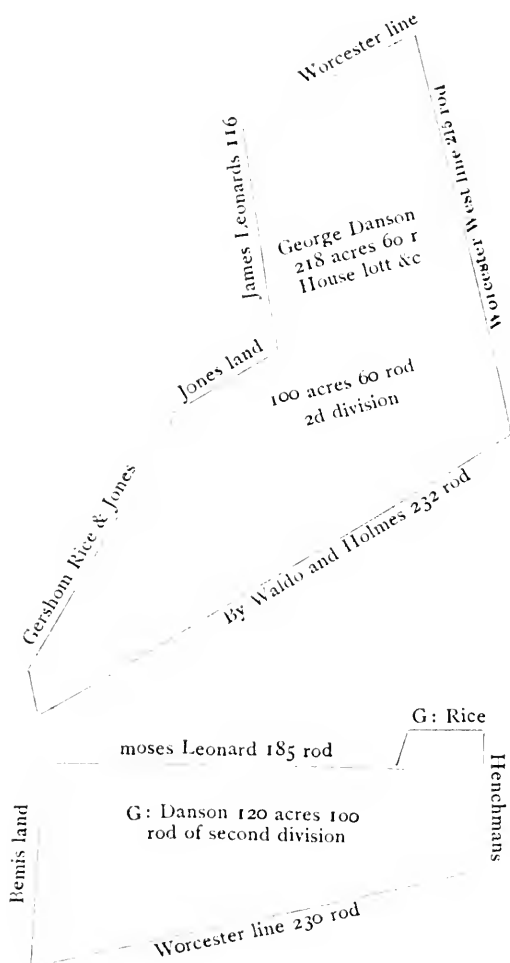 Worcester line
James Leonards 116
Worcester West line 215 rod
George Danson
218 acres 60 r
House lott &c
Jones land
100 acres 60 rod
2d division
Gershom Rice & Jones
By Waldo and Holmes 232 rod
G: Rice
moses Leonard 185 rod
Henchmans
G: Danson 120 acres 100
rod of second division
Bemis land
Worcester line 230 rod